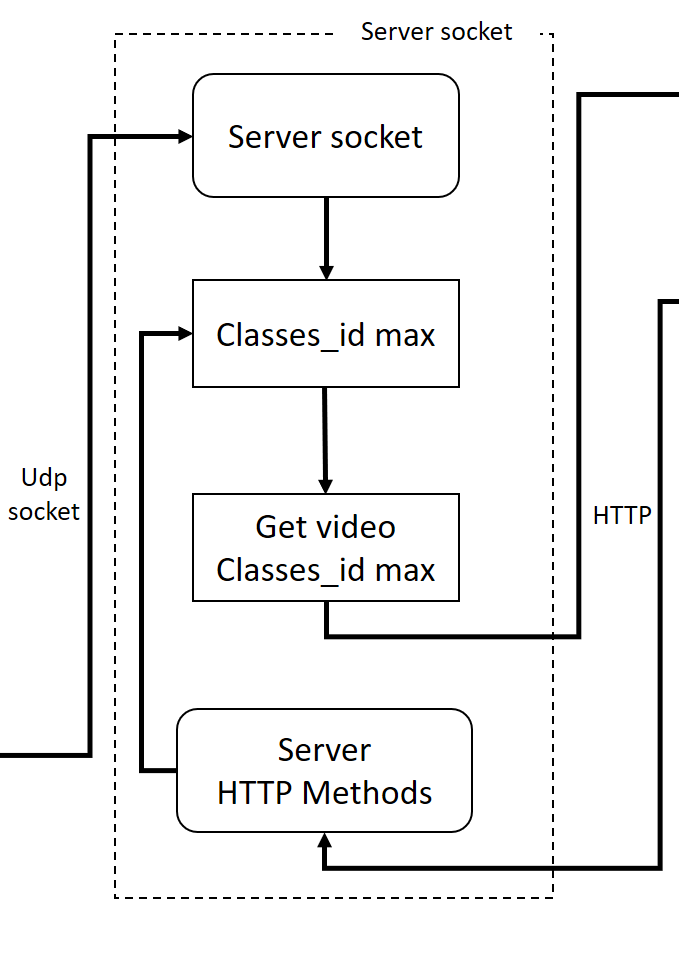 Server socket
Server socket
Classes_id max
Udp
socket
HTTP
Get video
Classes_id max
Server
HTTP Methods